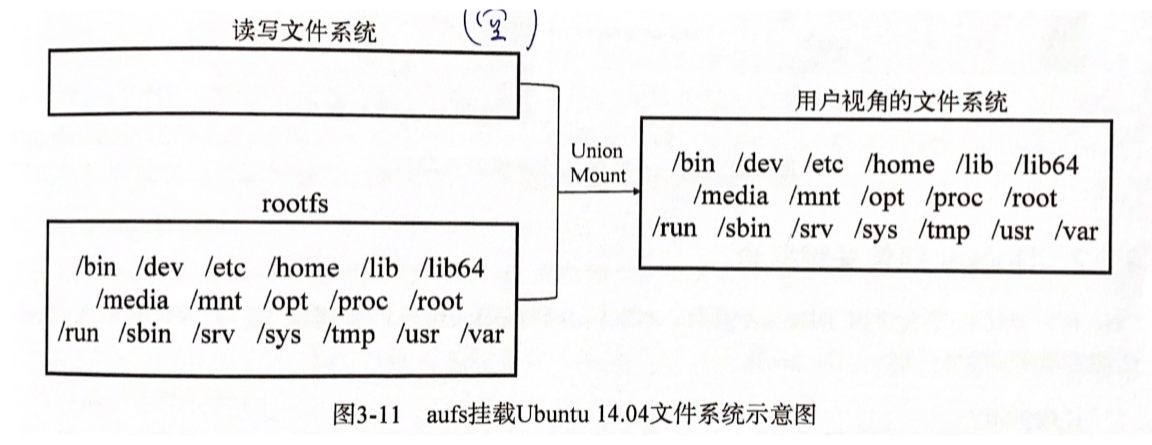 读写文件系统
用户视角的文件系统
Union
Mount
/bin /dev /etc /home /lib /lib64
/media /mnt /opt /proc /root
/run /sbin /srv /sys /tmp /usr /var
rootfs
/bin /dev /etc /home /lib /lib64
/media /mnt /opt /proc /root
/run /sbin /srv /sys /tmp /usr /var
图3-11 aufs挂载Ubuntu 14.04文件系统示意图